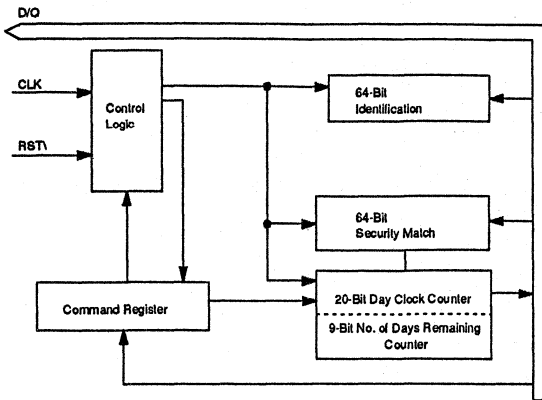 D/Q
CLK
RST\
Control
Logic
64-Bit
Identification
64-Bit
Security Match
Command Register
20-Bit Day Clock Counter
9-Bit No. of Days Remaining
Counter